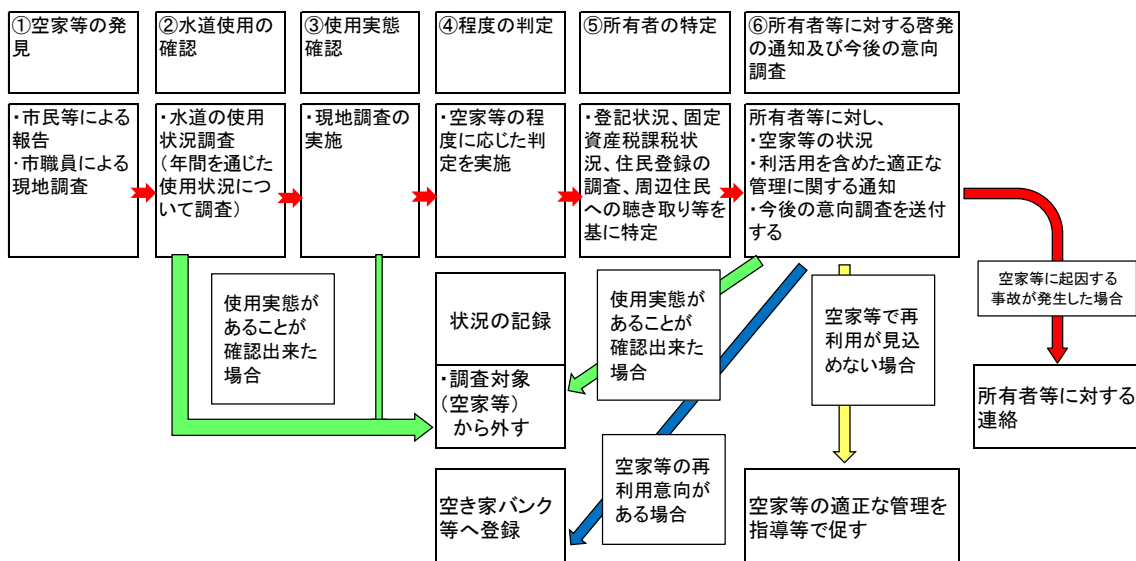 ①空家等の発
見
②水道使用の
確認
③使用実態
確認
④程度の判定
⑤所有者の特定
⑥所有者等に対する啓発
の通知及び今後の意向
調査
・市民等による
報告
・市職員による
現地調査
・水道の使用
状況調査
(年間を通じた
使用状況につ
いて調査)
・現地調査の
実施
・空家等の程
度に応じた判
定を実施
・登記状況、固定
資産税課税状
況、住民登録の
調査、周辺住民
への聴き取り等を
基に特定
所有者等に対し、
・空家等の状況
・利活用を含めた適正な
管理に関する通知
・今後の意向調査を送付
する
使用実態が
あることが
確認出来た
場合
状況の記録
・調査対象
(空家等)
から外す
使用実態が
あることが
確認出来た
場合
空家等で再
利用が見込
めない場合
空家等に起因する
事故が発生した場合
所有者等に対する
連絡
空き家バンク
等へ登録
空家等の再
利用意向が
ある場合
空家等の適正な管理を
指導等で促す